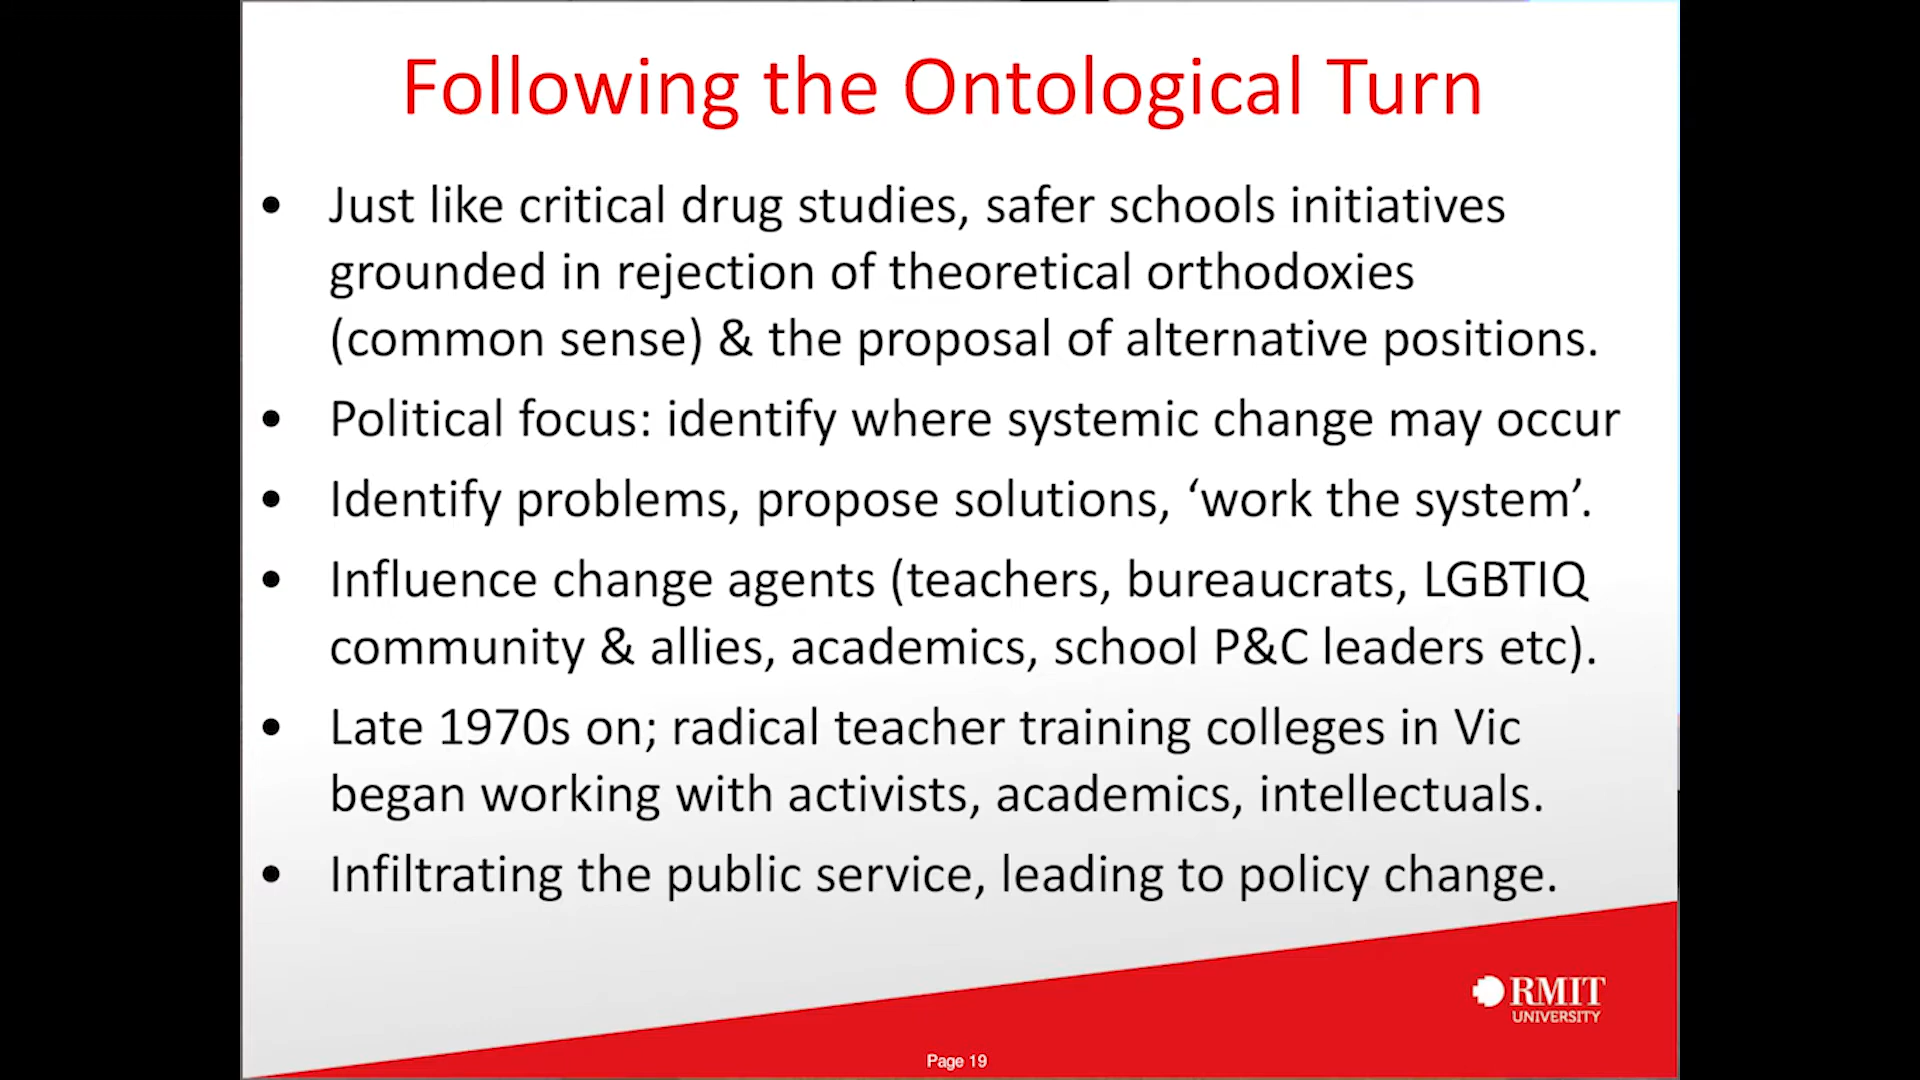 Following the Ontological Turn
• Just like critical drug studies, safer schools initiatives
grounded in rejection of theoretical orthodoxies
(common sense) & the proposal of alternative positions.
• Political focus: identify where systemic change may occur
• Identify problems, propose solutions, ‘work the system’.
• Influence change agents (teachers, bureaucrats, LGBTIQ
community & allies, academics, school P&C leaders etc).
• Late 1970s on; radical teacher training colleges in Vic
began working with activists, academics, intellectuals.
• Infiltrating the public service, leading to policy change.
RMIT
UNIVERSITY
Page 19